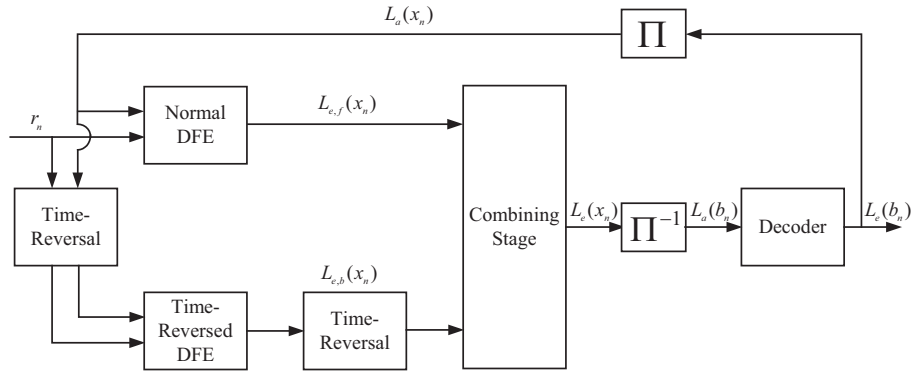 L_a(x_n)
Π
Normal
DFE
L_{e,f}(x_n)
r_n
Time-
Reversal
Combining
Stage
L_e(x_n)
Π^{-1}
L_a(b_n)
Decoder
L_e(b_n)
L_{e,b}(x_n)
Time-
Reversed
DFE
Time-
Reversal